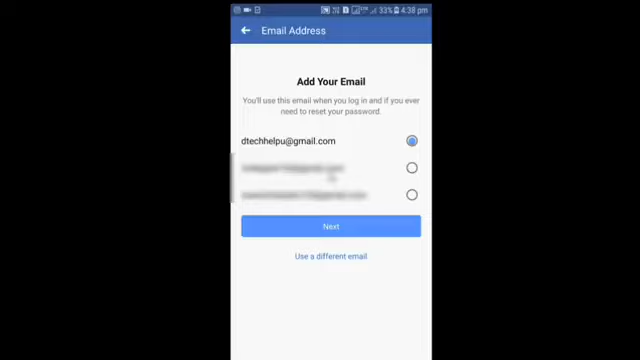 33% 4:38 pm
Email Address
Add Your Email
You'll use this email when you log in and if you ever
need to reset your password.
dtechhelpu@gmail.com
Next
Use a different email